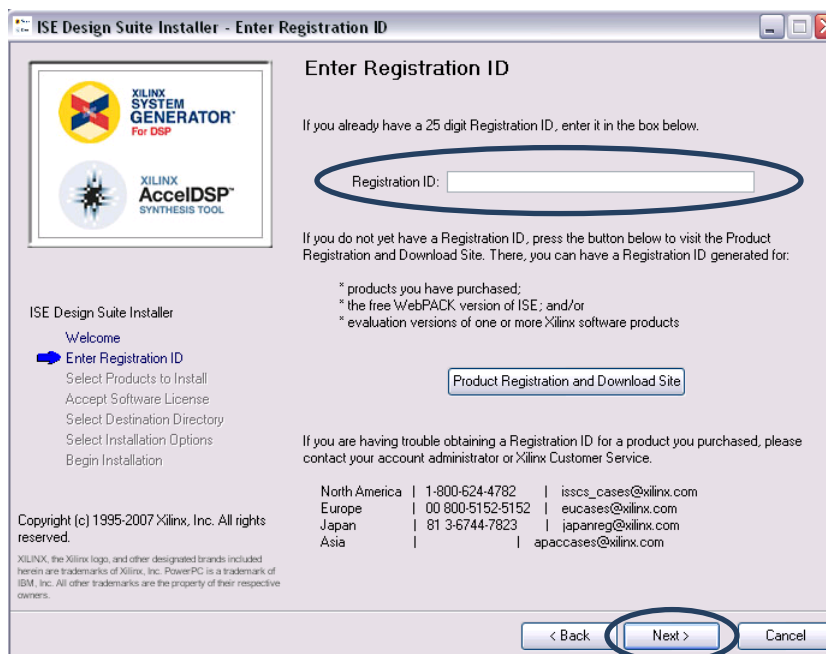 ISE Design Suite Installer - Enter Registration ID
XILINX
SYSTEM
GENERATOR
For DSP
XILINX
AccelDSP™
SYNTHESIS TOOL
ISE Design Suite Installer
Welcome
Enter Registration ID
Select Products to Install
Accept Software License
Select Destination Directory
Select Installation Options
Begin Installation
Copyright (c) 1995-2007 Xilinx, Inc. All rights
reserved.
XILINX, the Xilinx logo, and other designated brands included
herein are trademarks of Xilinx, Inc. PowerPC is a trademark of
IBM, Inc. All other trademarks are the property of their respective
owners.
Enter Registration ID
If you already have a 25 digit Registration ID, enter it in the box below.
Registration ID:
If you do not yet have a Registration ID, press the button below to visit the Product
Registration and Download Site. There, you can have a Registration ID generated for:
* products you have purchased;
* the free WebPACK version of ISE; and/or
* evaluation versions of one or more Xilinx software products
Product Registration and Download Site
If you are having trouble obtaining a Registration ID for a product you purchased, please
contact your account administrator or Xilinx Customer Service.
North America | 1-800-624-4782 | isscs_cases@xilinx.com
Europe | 00 800-5152-5152 | eucases@xilinx.com
Japan | 81 3-6744-7823 | japanreg@xilinx.com
Asia | | apaccases@xilinx.com
< Back
Next >
Cancel